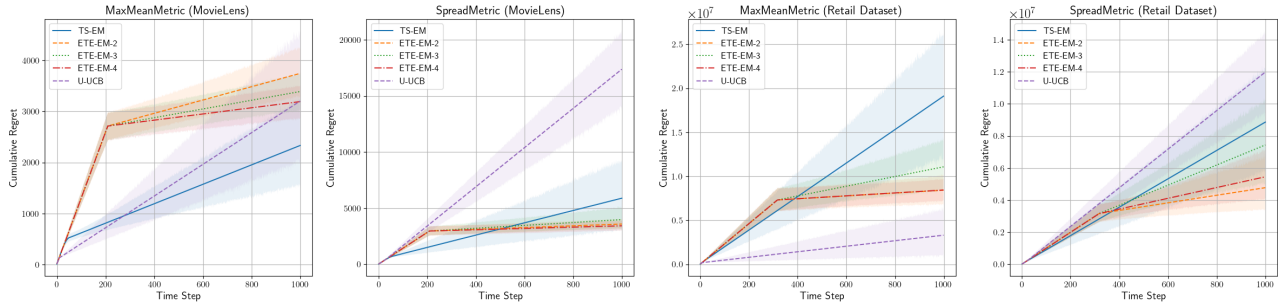 MaxMeanMetric (MovieLens)
Cumulative Regret
4000
3000
2000
1000
0
TS-EM
ETE-EM-2
ETE-EM-3
ETE-EM-4
U-UCB
0 200 400 600 800 1000
Time Step
SpreadMetric (MovieLens)
Cumulative Regret
20000
15000
10000
5000
0
TS-EM
ETE-EM-2
ETE-EM-3
ETE-EM-4
U-UCB
0 200 400 600 800 1000
Time Step
MaxMeanMetric (Retail Dataset)
×10⁷
Cumulative Regret
2.5
2.0
1.5
1.0
0.5
0.0
TS-EM
ETE-EM-2
ETE-EM-3
ETE-EM-4
U-UCB
0 200 400 600 800 1000
Time Step
SpreadMetric (Retail Dataset)
×10⁷
Cumulative Regret
1.4
1.2
1.0
0.8
0.6
0.4
0.2
0.0
TS-EM
ETE-EM-2
ETE-EM-3
ETE-EM-4
U-UCB
0 200 400 600 800 1000
Time Step